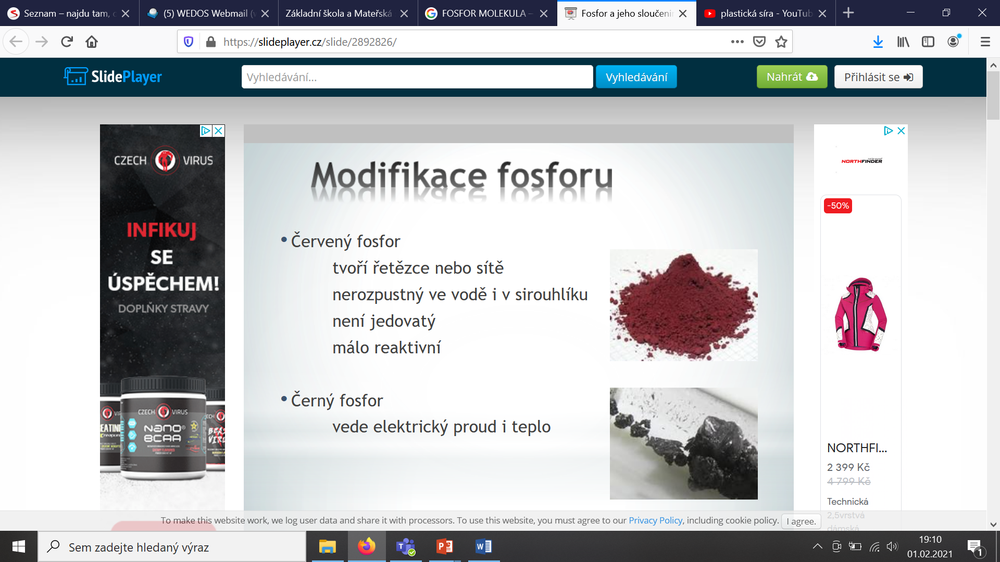 Seznam – najdu tam, c
(5) WEDOS Webmail (v
Základní škola a Mateřská
FOSFOR MOLEKULA –
Fosfor a jeho sloučenin
plastická síra - YouTub
https://slideplayer.cz/slide/2892826/
SlidePlayer
Vyhledávání...
Vyhledávání
Nahrát
Přihlásit se
CZECH VIRUS
INFIKUJ
SE
ÚSPĚCHEM!
DOPLŇKY STRAVY
CZECH VIRUS
NANO
BCAA
Modifikace fosforu
• Červený fosfor
tvoří řetězce nebo sítě
nerozpustný ve vodě i v sirouhlíku
není jedovatý
málo reaktivní
• Černý fosfor
vede elektrický proud i teplo
NORTHFINDER
-50%
NORTHFI...
2 399 Kč
4 799 Kč
Technická
2,5vrstvá
dámská
To make this website work, we log user data and share it with processors. To use this website, you must agree to our Privacy Policy, including cookie policy.
I agree.
Sem zadejte hledaný výraz
19:10
01.02.2021
1